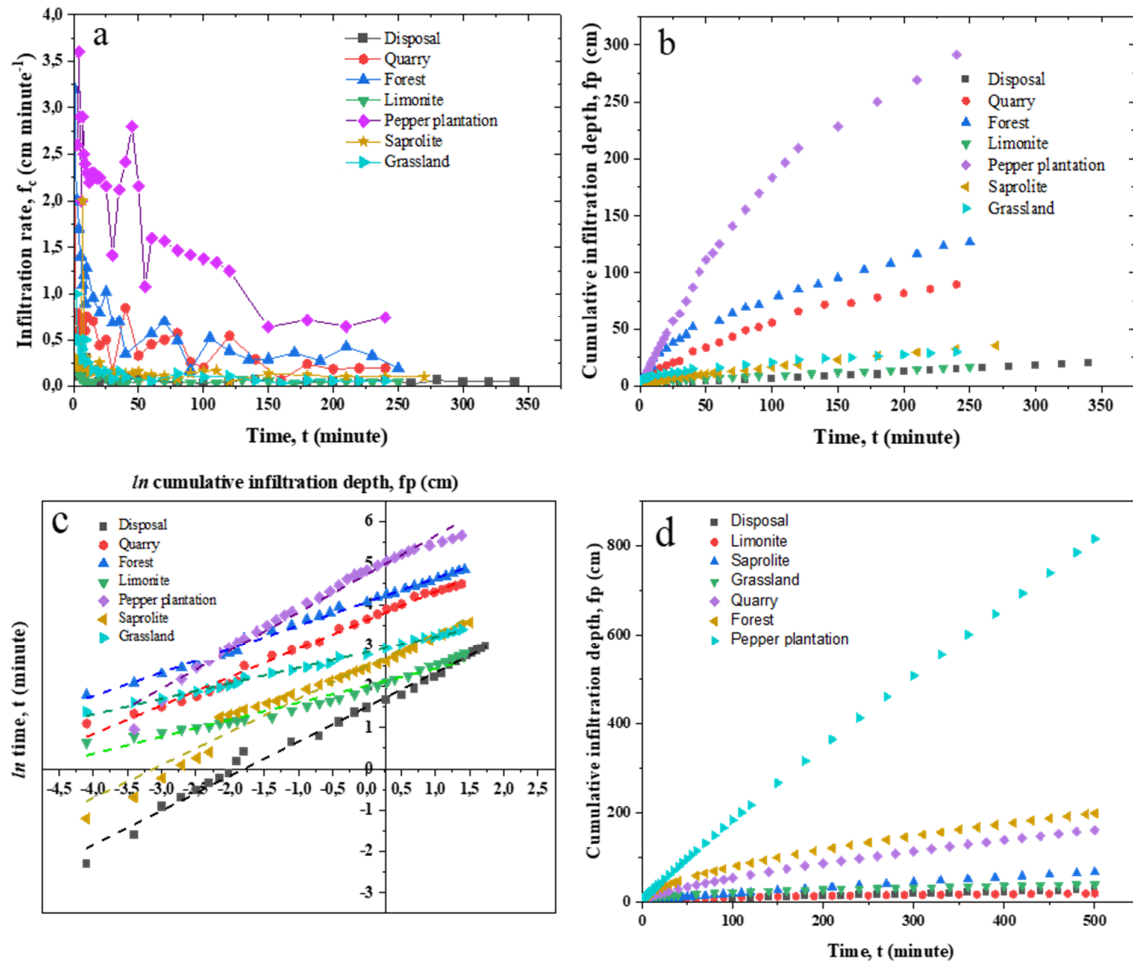 a
4,0
3,5
3,0
2,5
2,0
1,5
1,0
0,5
0,0
Infiltration rate, f_c (cm minute⁻¹)
Disposal
Quarry
Forest
Limonite
Pepper plantation
Saprolite
Grassland
0 50 100 150 200 250 300 350
Time, t (minute)
b
300
250
200
150
100
50
0
Cumulative infiltration depth, fp (cm)
Disposal
Quarry
Forest
Limonite
Pepper plantation
Saprolite
Grassland
0 50 100 150 200 250 300 350
Time, t (minute)
ln cumulative infiltration depth, fp (cm)
c
Disposal
Quarry
Forest
Limonite
Pepper plantation
Saprolite
Grassland
ln time, t (minute)
6
5
4
3
2
1
0
-4,5 -4,0 -3,5 -3,0 -2,5 -2,0 -1,5 -1,0 -0,5 0,0 0,5 1,0 1,5 2,0 2,5
-1
-2
-3
d
800
600
400
200
0
Cumulative infiltration depth, fp (cm)
Disposal
Limonite
Saprolite
Grassland
Quarry
Forest
Pepper plantation
0 100 200 300 400 500
Time, t (minute)